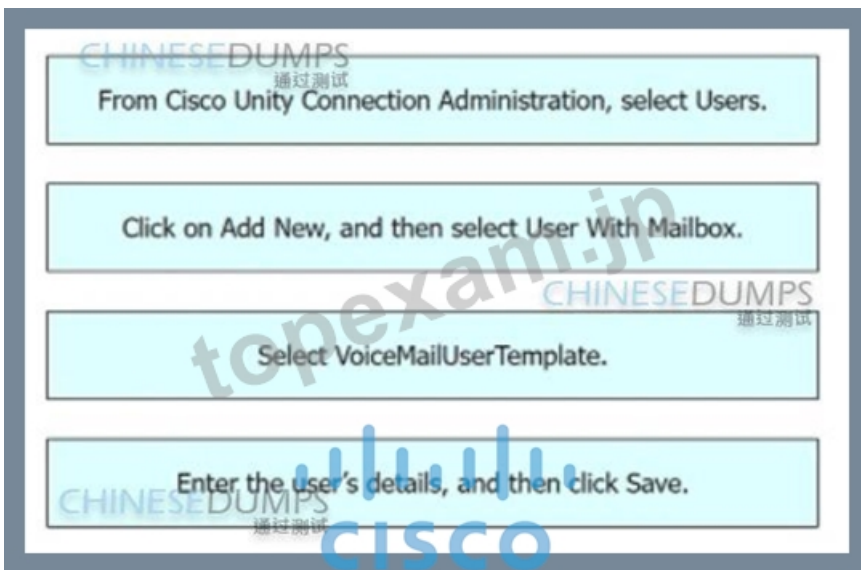 CHINESEDUMPS
通过测试
From Cisco Unity Connection Administration, select Users.
Click on Add New, and then select User With Mailbox.
topexam.jp
CHINESEDUMPS
通过测试
Select VoiceMailUserTemplate.
Enter the user's details, and then click Save.
CHINESEDUMPS
通过测试
CISCO